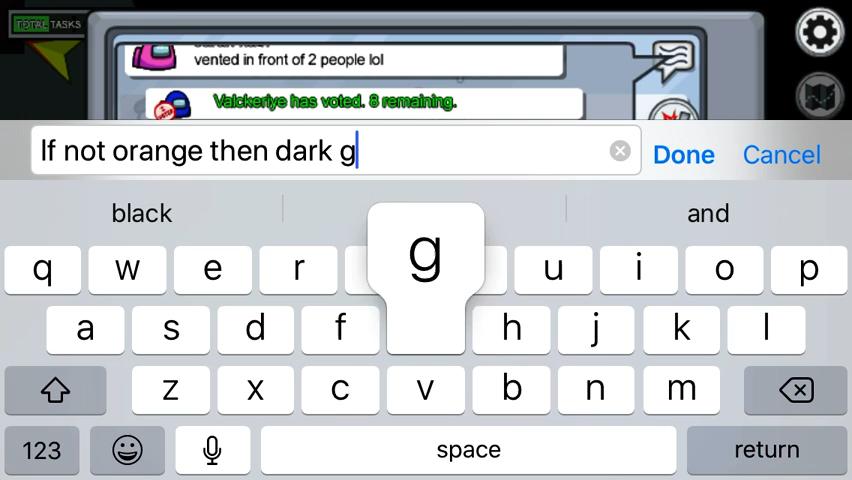 TOTAL TASKS
vented in front of 2 people lol
Valckeriye has voted. 8 remaining.
If not orange then dark g
Done
Cancel
black
and
g
q w e r u i o p
a s d f h j k l
z x c v b n m
123
space
return